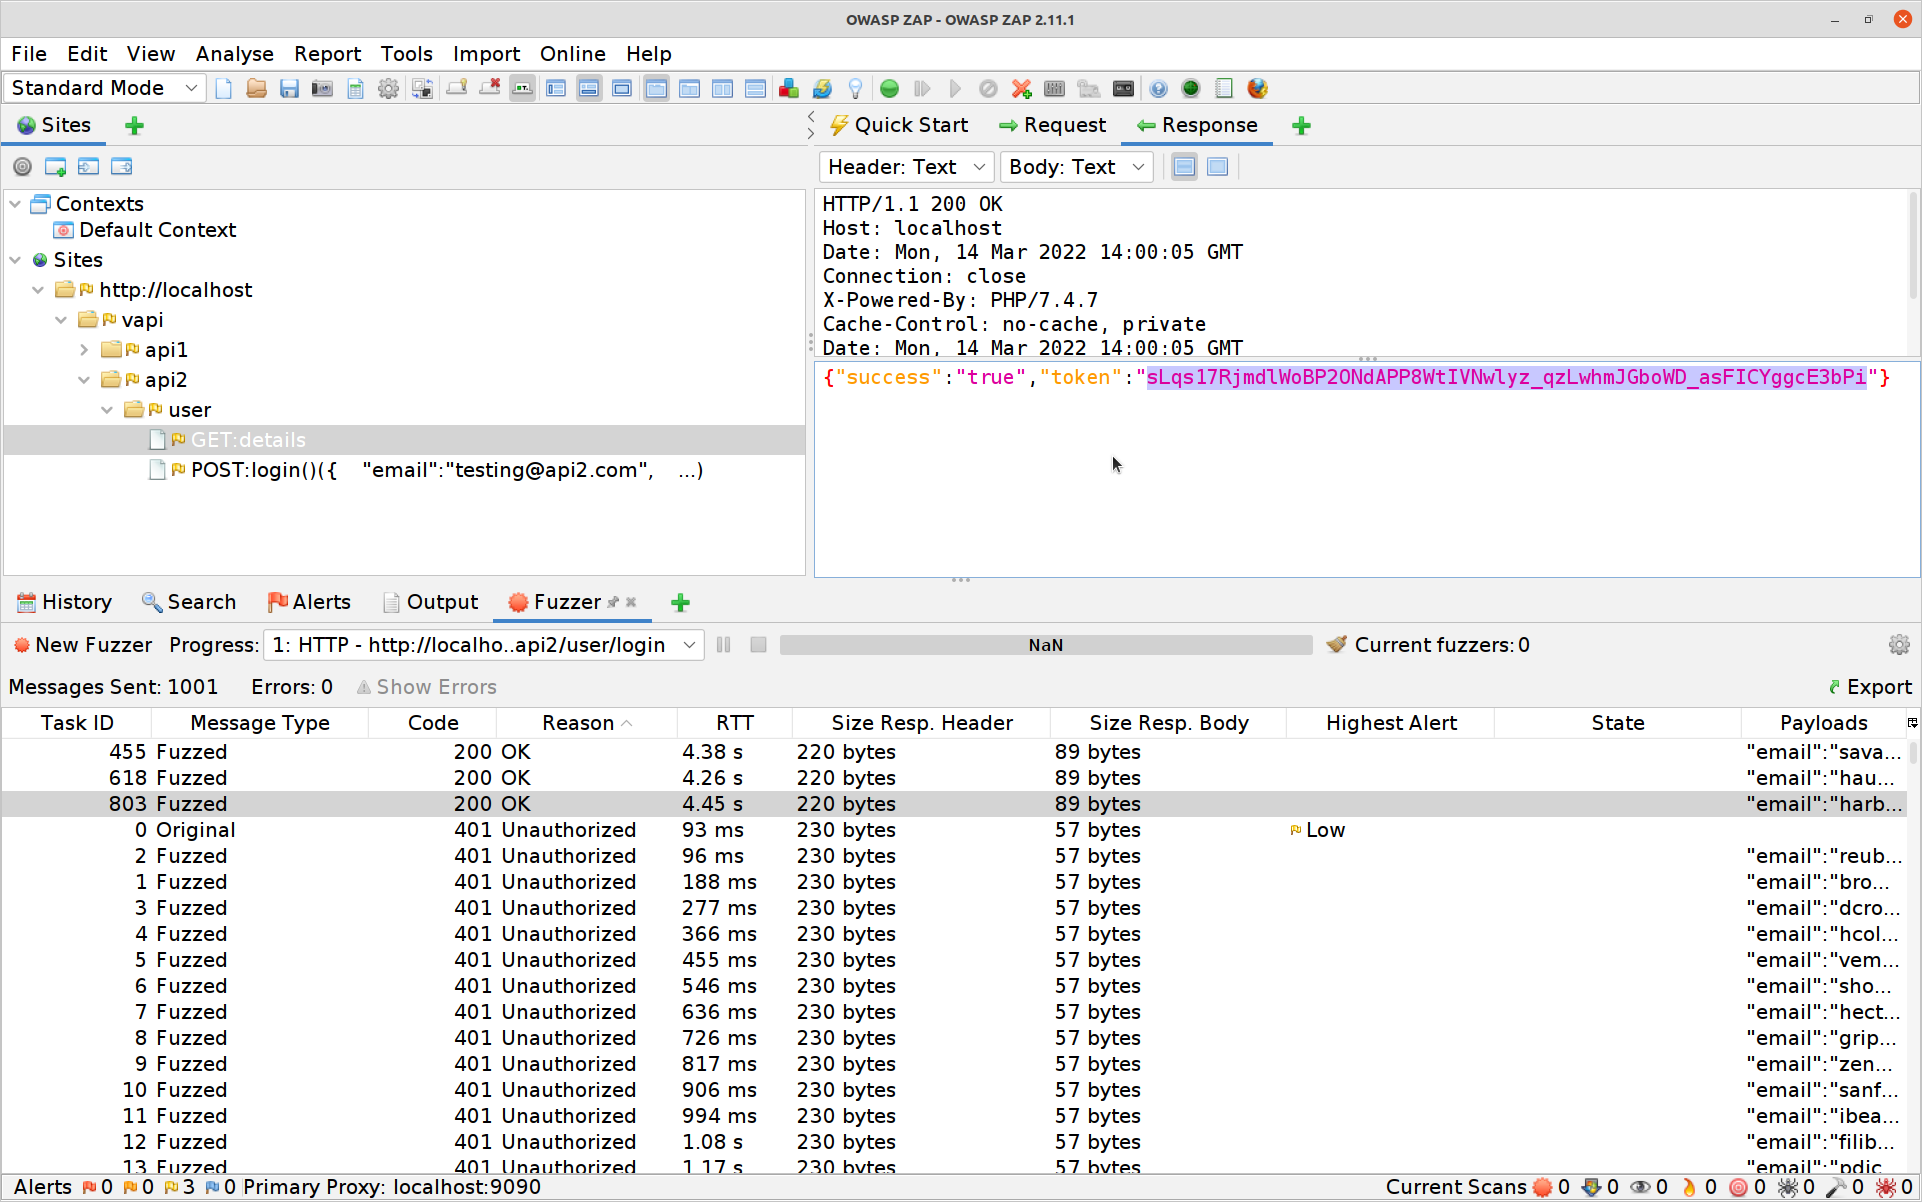 OWASP ZAP - OWASP ZAP 2.11.1
File Edit View Analyse Report Tools Import Online Help
Standard Mode
Sites
Quick Start Request Response
Header: Text Body: Text
Contexts
Default Context
Sites
http://localhost
vapi
api1
api2
user
GET:details
POST:login()({ "email":"testing@api2.com", ...)
HTTP/1.1 200 OK
Host: localhost
Date: Mon, 14 Mar 2022 14:00:05 GMT
Connection: close
X-Powered-By: PHP/7.4.7
Cache-Control: no-cache, private
Date: Mon, 14 Mar 2022 14:00:05 GMT
{"success":"true","token":"sLqs17RjmdlWoBP2ONdAPP8WtIVNwlyz_qzLwhmJGboWD_asFICYggcE3bPi"}
History Search Alerts Output Fuzzer
New Fuzzer Progress: 1: HTTP - http://localho..api2/user/login NaN Current fuzzers: 0
Messages Sent: 1001 Errors: 0 Show Errors Export
Task ID Message Type Code Reason RTT Size Resp. Header Size Resp. Body Highest Alert State Payloads
455 Fuzzed 200 OK 4.38 s 220 bytes 89 bytes "email":"sava...
618 Fuzzed 200 OK 4.26 s 220 bytes 89 bytes "email":"hau...
803 Fuzzed 200 OK 4.45 s 220 bytes 89 bytes "email":"harb...
0 Original 401 Unauthorized 93 ms 230 bytes 57 bytes Low
2 Fuzzed 401 Unauthorized 96 ms 230 bytes 57 bytes "email":"reub...
1 Fuzzed 401 Unauthorized 188 ms 230 bytes 57 bytes "email":"bro...
3 Fuzzed 401 Unauthorized 277 ms 230 bytes 57 bytes "email":"dcro...
4 Fuzzed 401 Unauthorized 366 ms 230 bytes 57 bytes "email":"hcol...
5 Fuzzed 401 Unauthorized 455 ms 230 bytes 57 bytes "email":"vem...
6 Fuzzed 401 Unauthorized 546 ms 230 bytes 57 bytes "email":"sho...
7 Fuzzed 401 Unauthorized 636 ms 230 bytes 57 bytes "email":"hect...
8 Fuzzed 401 Unauthorized 726 ms 230 bytes 57 bytes "email":"grip...
9 Fuzzed 401 Unauthorized 817 ms 230 bytes 57 bytes "email":"zen...
10 Fuzzed 401 Unauthorized 906 ms 230 bytes 57 bytes "email":"sanf...
11 Fuzzed 401 Unauthorized 994 ms 230 bytes 57 bytes "email":"ibea...
12 Fuzzed 401 Unauthorized 1.08 s 230 bytes 57 bytes "email":"filib...
13 Fuzzed 401 Unauthorized 1.17 s 230 bytes 57 bytes "email":"pdic
Alerts 0 0 3 0 Primary Proxy: localhost:9090 Current Scans 0 0 0 0 0 0 0 0